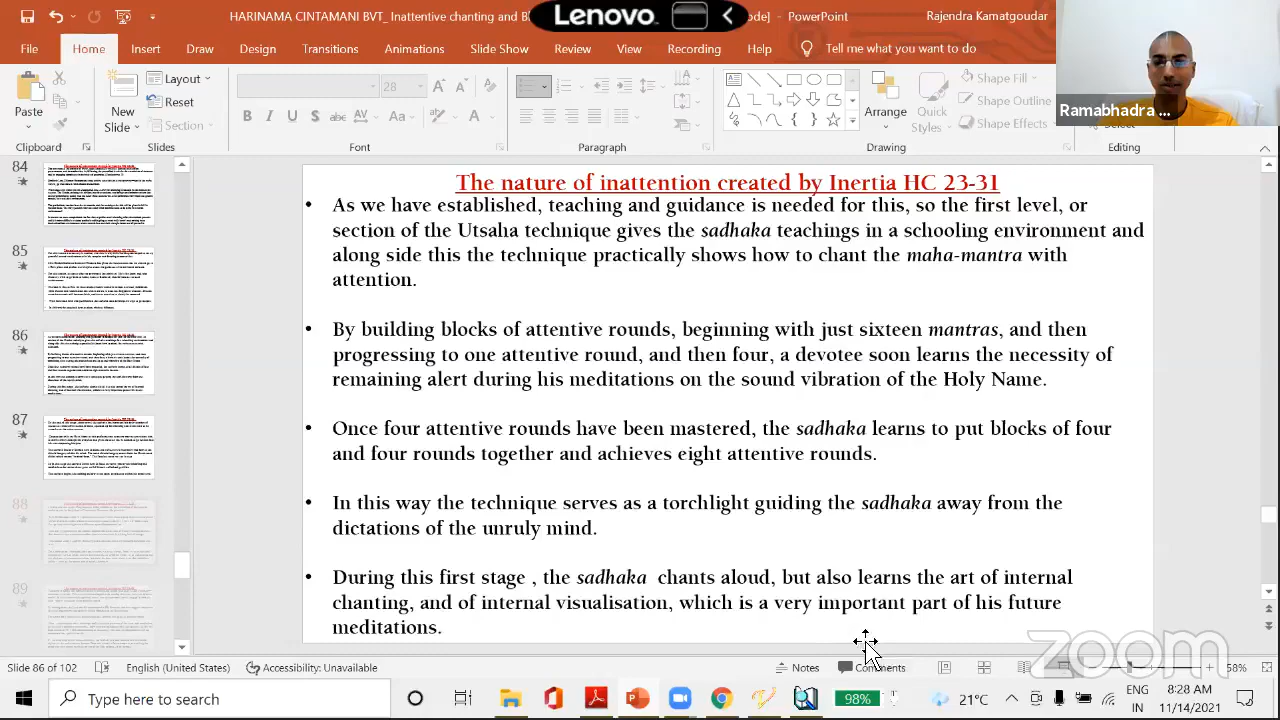 HARINAMA CINTAMANI BVT_ Inattentive chanting and B
Lenovo
ode] - PowerPoint
Rajendra Kamatgoudar
File Home Insert Draw Design Transitions Animations Slide Show Review View Recording Help Tell me what you want to do
Paste
New Slide
Layout
Reset
Section
28
B I U S
Aa
A
Arrange
Quick Styles
Shape Fill
Shape Outline
Shape Effects
Ramabhadra ...
Clipboard Font Paragraph Drawing Editing
84
85
86
87
88
89
The nature of inattention created by inertia HC 23-3
• As we have established teaching and guidance is needed for this, so the first level, or
section of the Utsaha technique gives the sadhaka teachings in a schooling environment and
along side this the technique practically shows how to chant the maha-mantra with
attention.
• By building blocks of attentive rounds, beginning with just sixteen mantras, and then
progressing to one attentive round, and then four, a devotee soon learns the necessity of
remaining alert during his meditations on the sound vibration of the Holy Name.
• Once four attentive rounds have been mastered, the sadhaka learns to put blocks of four
and four rounds together and achieves eight attentive rounds.
• In this way the technique serves as a torchlight guiding the sadhaka away from the
dictations of the unruly mind.
• During this first stage , the sadhaka chants aloud, but also learns the art of internal
chanting, and of internal visualisation, which is a very important part of his future
meditations.
zoom
Slide 86 of 102 English (United States) Accessibility: Unavailable Notes Comments 58%
Type here to search
98%
21°C
ENG
IN
8:28 AM
11/14/2021